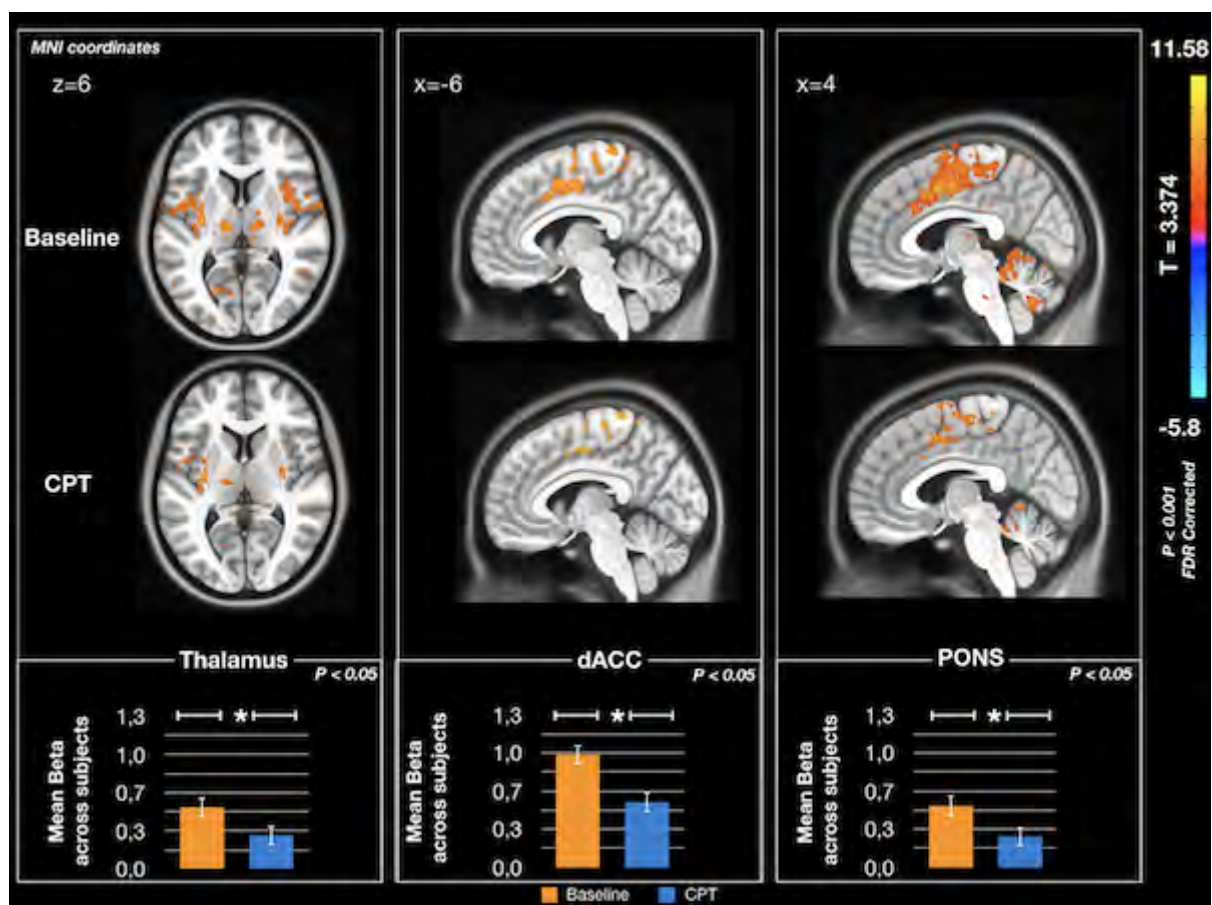 MNI coordinates
z=6
x=-6
x=4
11.58
Baseline
T = 3.374
CPT
-5.8
P < 0.001
FDR Corrected
Thalamus
P < 0.05
Mean Beta
across subjects
1,3
1,0
0,7
0,3
0,0
*
dACC
P < 0.05
Mean Beta
across subjects
1,3
1,0
0,7
0,3
0,0
*
PONS
P < 0.05
Mean Beta
across subjects
1,3
1,0
0,7
0,3
0,0
*
Baseline CPT